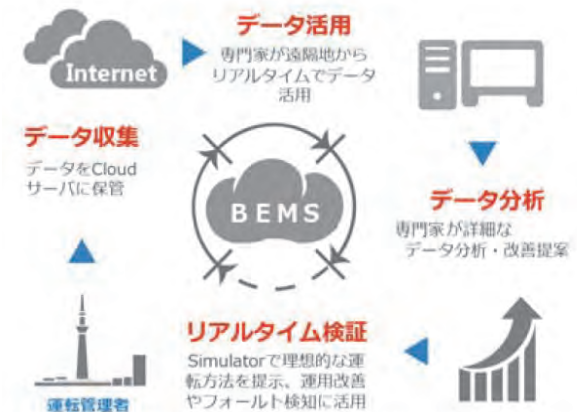 データ活用
専門家が遠隔地から
リアルタイムでデータ
活用
Internet
データ収集
データをCloud
サーバに保管
BEMS
データ分析
専門家が詳細な
データ分析・改善提案
リアルタイム検証
Simulatorで理想的な運
転方法を提示、運用改善
やフォールト検知に活用
運転管理者